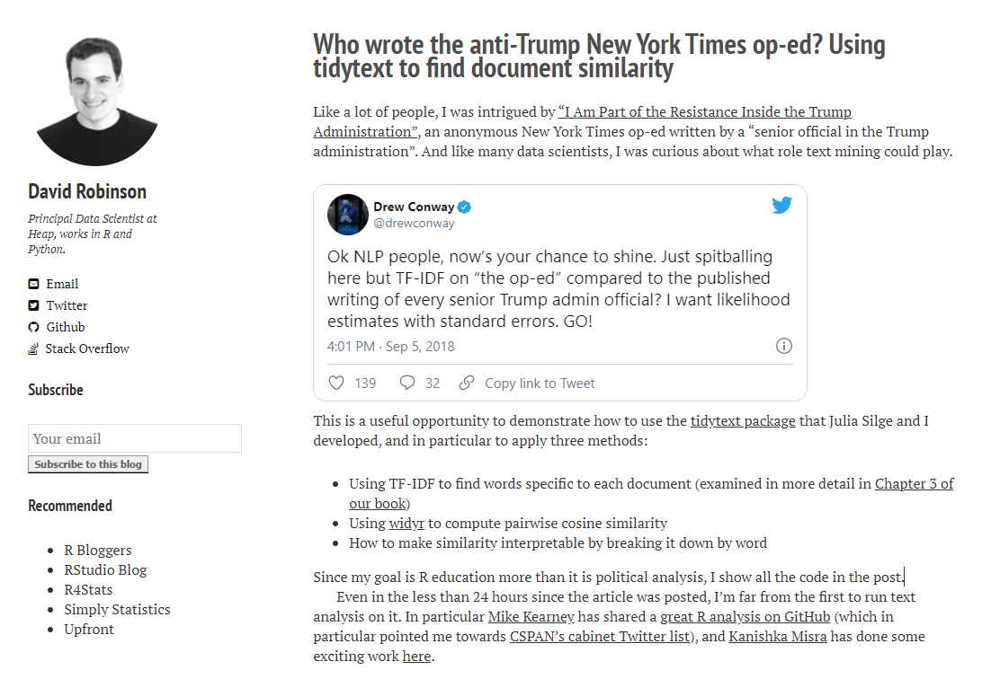 David Robinson
Principal Data Scientist at
Heap, works in R and
Python.
Email
Twitter
Github
Stack Overflow
Subscribe
Your email
Subscribe to this blog
Recommended
R Bloggers
RStudio Blog
R4Stats
Simply Statistics
Upfront
Who wrote the anti-Trump New York Times op-ed? Using
tidytext to find document similarity
Like a lot of people, I was intrigued by “I Am Part of the Resistance Inside the Trump
Administration”, an anonymous New York Times op-ed written by a “senior official in the Trump
administration”. And like many data scientists, I was curious about what role text mining could play.
Drew Conway
@drewconway
Ok NLP people, now’s your chance to shine. Just spitballing
here but TF-IDF on “the op-ed” compared to the published
writing of every senior Trump admin official? I want likelihood
estimates with standard errors. GO!
4:01 PM · Sep 5, 2018
139 32 Copy link to Tweet
This is a useful opportunity to demonstrate how to use the tidytext package that Julia Silge and I
developed, and in particular to apply three methods:
• Using TF-IDF to find words specific to each document (examined in more detail in Chapter 3 of
our book)
• Using widyr to compute pairwise cosine similarity
• How to make similarity interpretable by breaking it down by word
Since my goal is R education more than it is political analysis, I show all the code in the post.
Even in the less than 24 hours since the article was posted, I’m far from the first to run text
analysis on it. In particular Mike Kearney has shared a great R analysis on GitHub (which in
particular pointed me towards CSPAN’s cabinet Twitter list), and Kanishka Misra has done some
exciting work here.